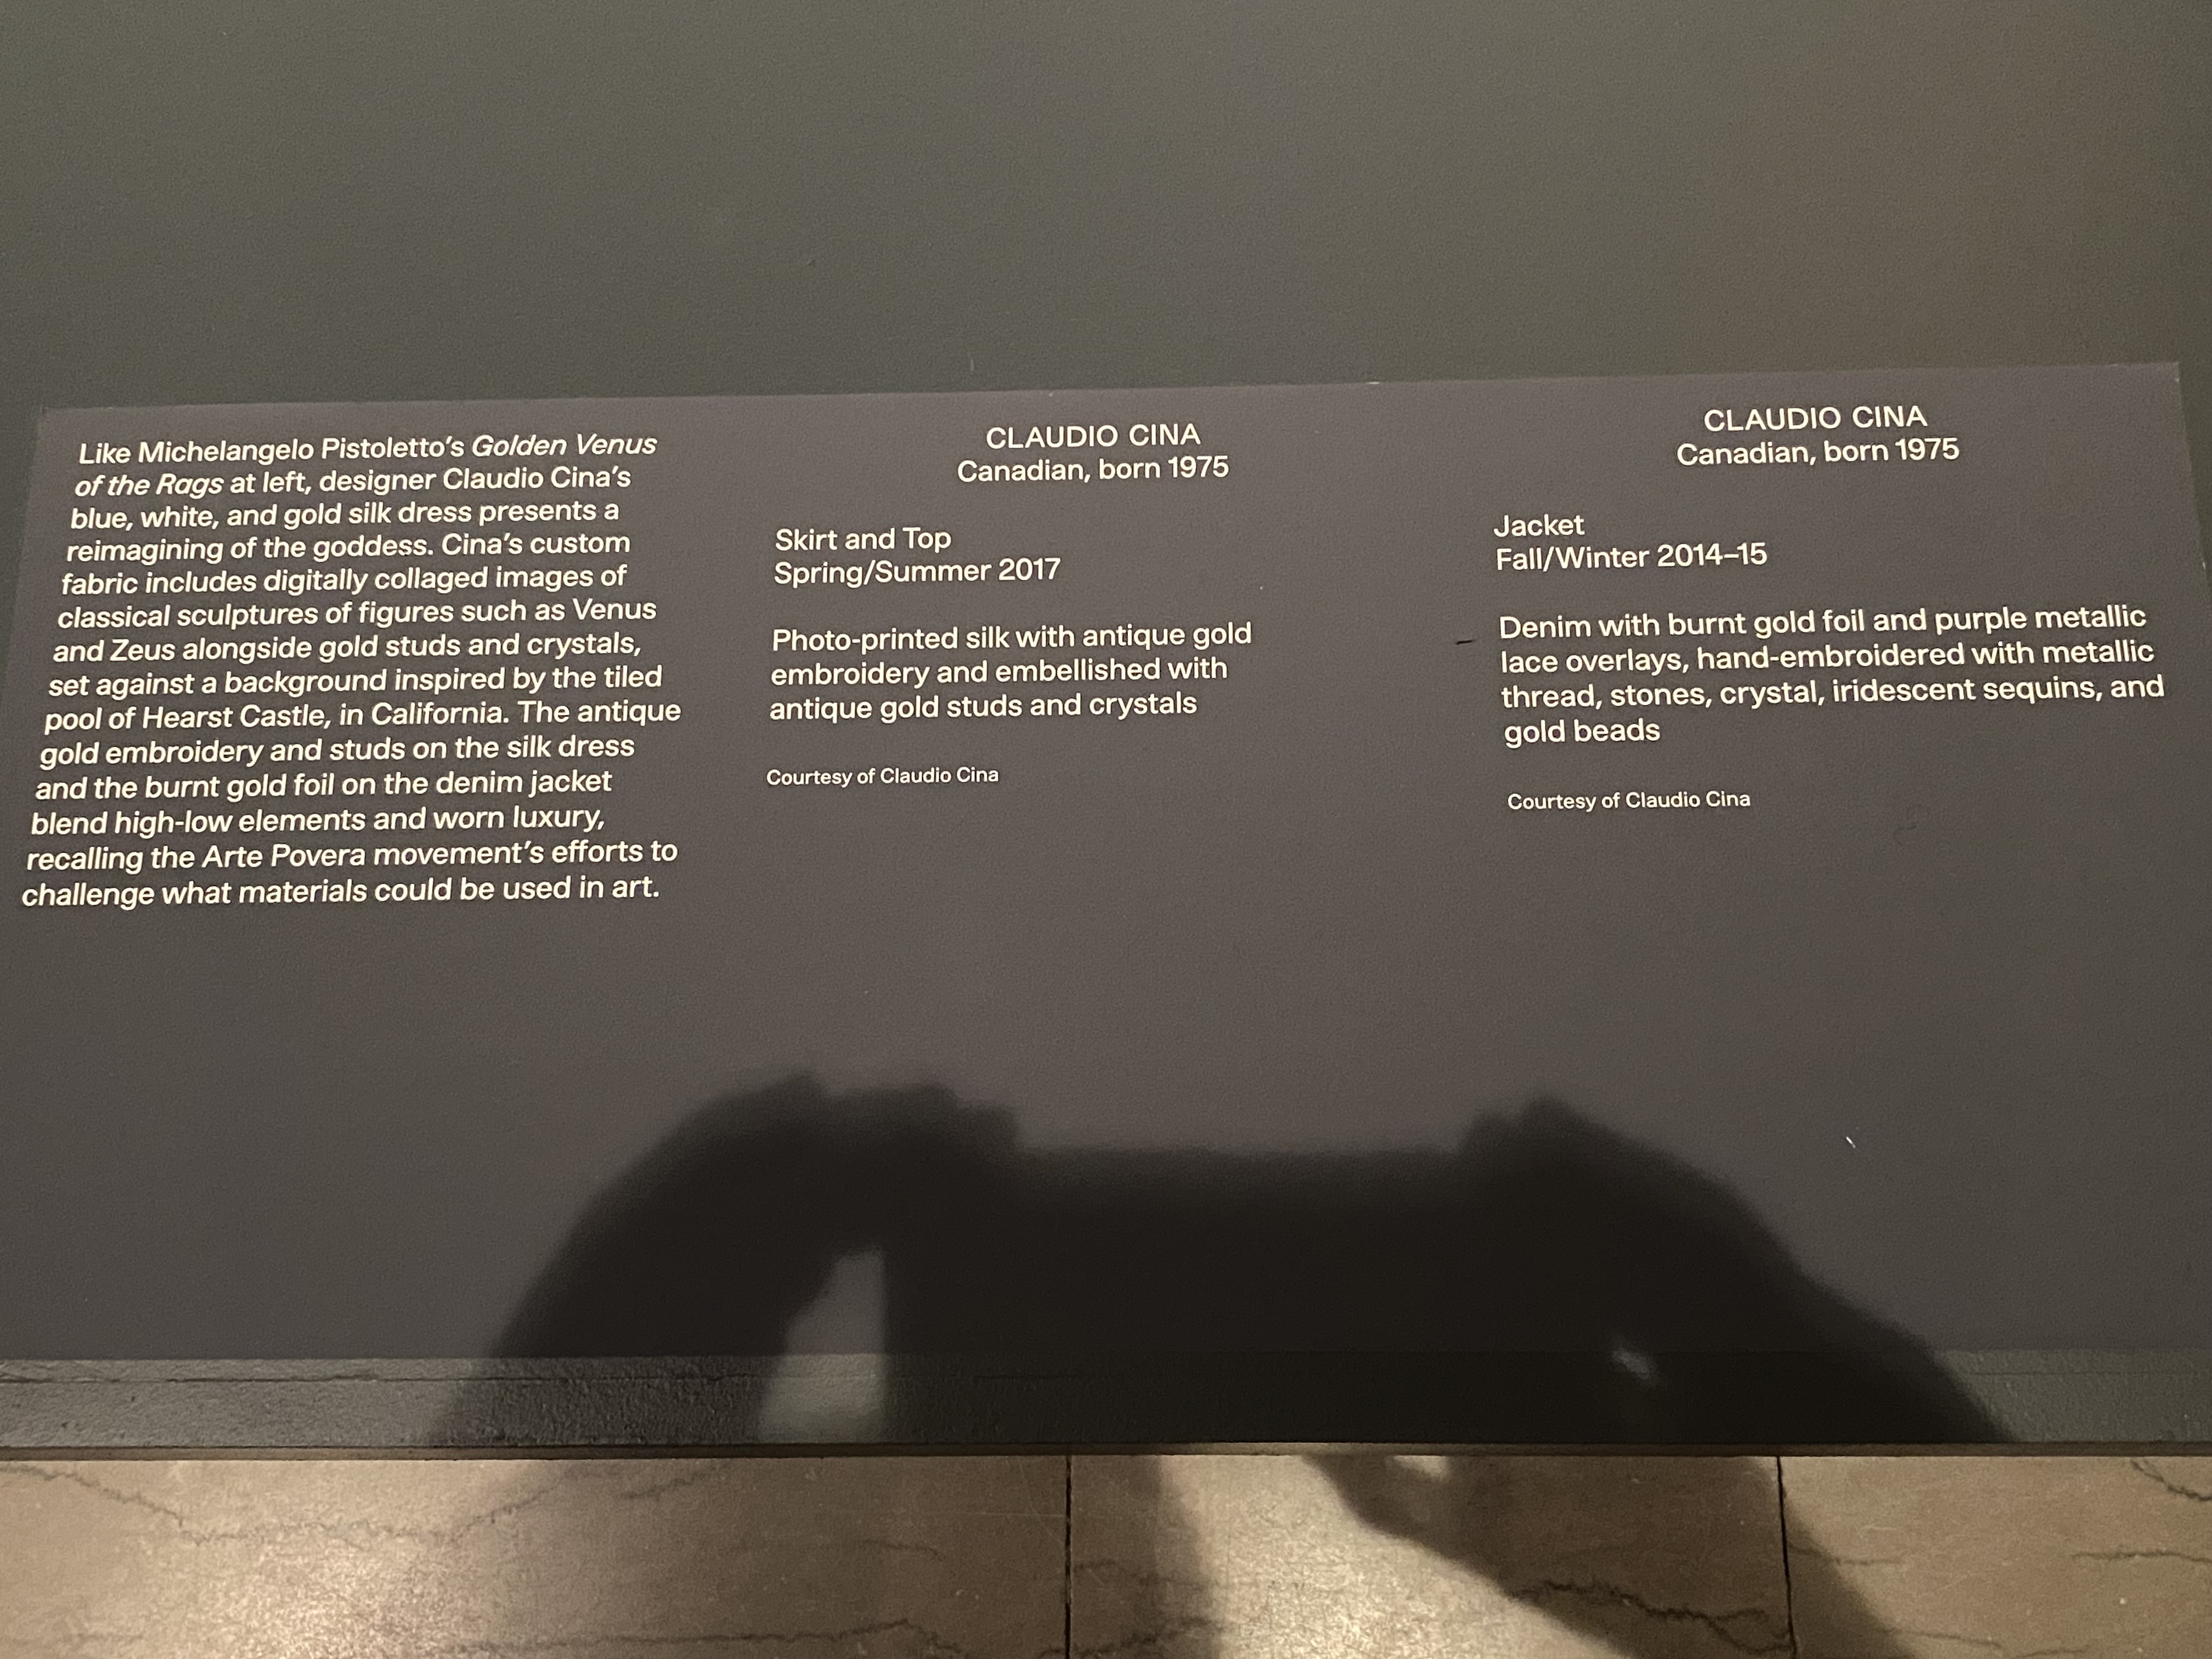 Like Michelangelo Pistoletto's Golden Venus
of the Rags at left, designer Claudio Cina's
blue, white, and gold silk dress presents a
reimagining of the goddess. Cina's custom
fabric includes digitally collaged images of
classical sculptures of figures such as Venus
and Zeus alongside gold studs and crystals,
set against a background inspired by the tiled
pool of Hearst Castle, in California. The antique
gold embroidery and studs on the silk dress
and the burnt gold foil on the denim jacket
blend high-low elements and worn luxury,
recalling the Arte Povera movement's efforts to
challenge what materials could be used in art.
CLAUDIO CINA
Canadian, born 1975
Skirt and Top
Spring/Summer 2017
Photo-printed silk with antique gold
embroidery and embellished with
antique gold studs and crystals
Courtesy of Claudio Cina
CLAUDIO CINA
Canadian, born 1975
Jacket
Fall/Winter 2014–15
Denim with burnt gold foil and purple metallic
lace overlays, hand-embroidered with metallic
thread, stones, crystal, iridescent sequins, and
gold beads
Courtesy of Claudio Cina